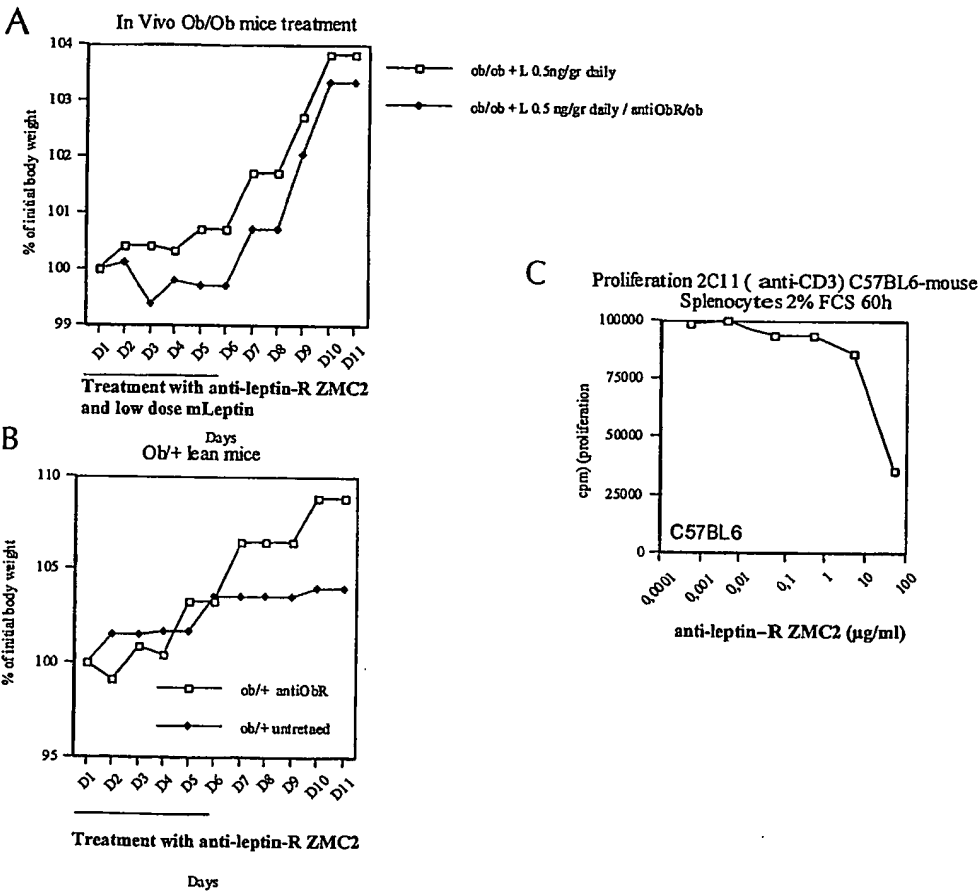 A
In Vivo Ob/Ob mice treatment
104
103
102
101
100
99
% of initial body weight
D1 D2 D3 D4 D5 D6 D7 D8 D9 D10 D11
Treatment with anti-leptin-R ZMC2
and low dose mLeptin
Days
ob/ob + L 0.5ng/gr daily
ob/ob + L 0.5 ng/gr daily / antiObR/ob
B
Ob/+ lean mice
110
105
100
95
% of initial body weight
ob/+ antiObR
ob/+ untretaed
D1 D2 D3 D4 D5 D6 D7 D8 D9 D10 D11
Treatment with anti-leptin-R ZMC2
Days
C
Proliferation 2C11 ( anti-CD3) C57BL6-mouse
Splenocytes 2% FCS 60h
100000
75000
50000
25000
0
cpm) (proliferation
C57BL6
0,0001 0,001 0,01 0,1 1 10 100
anti-leptin-R ZMC2 (µg/ml)